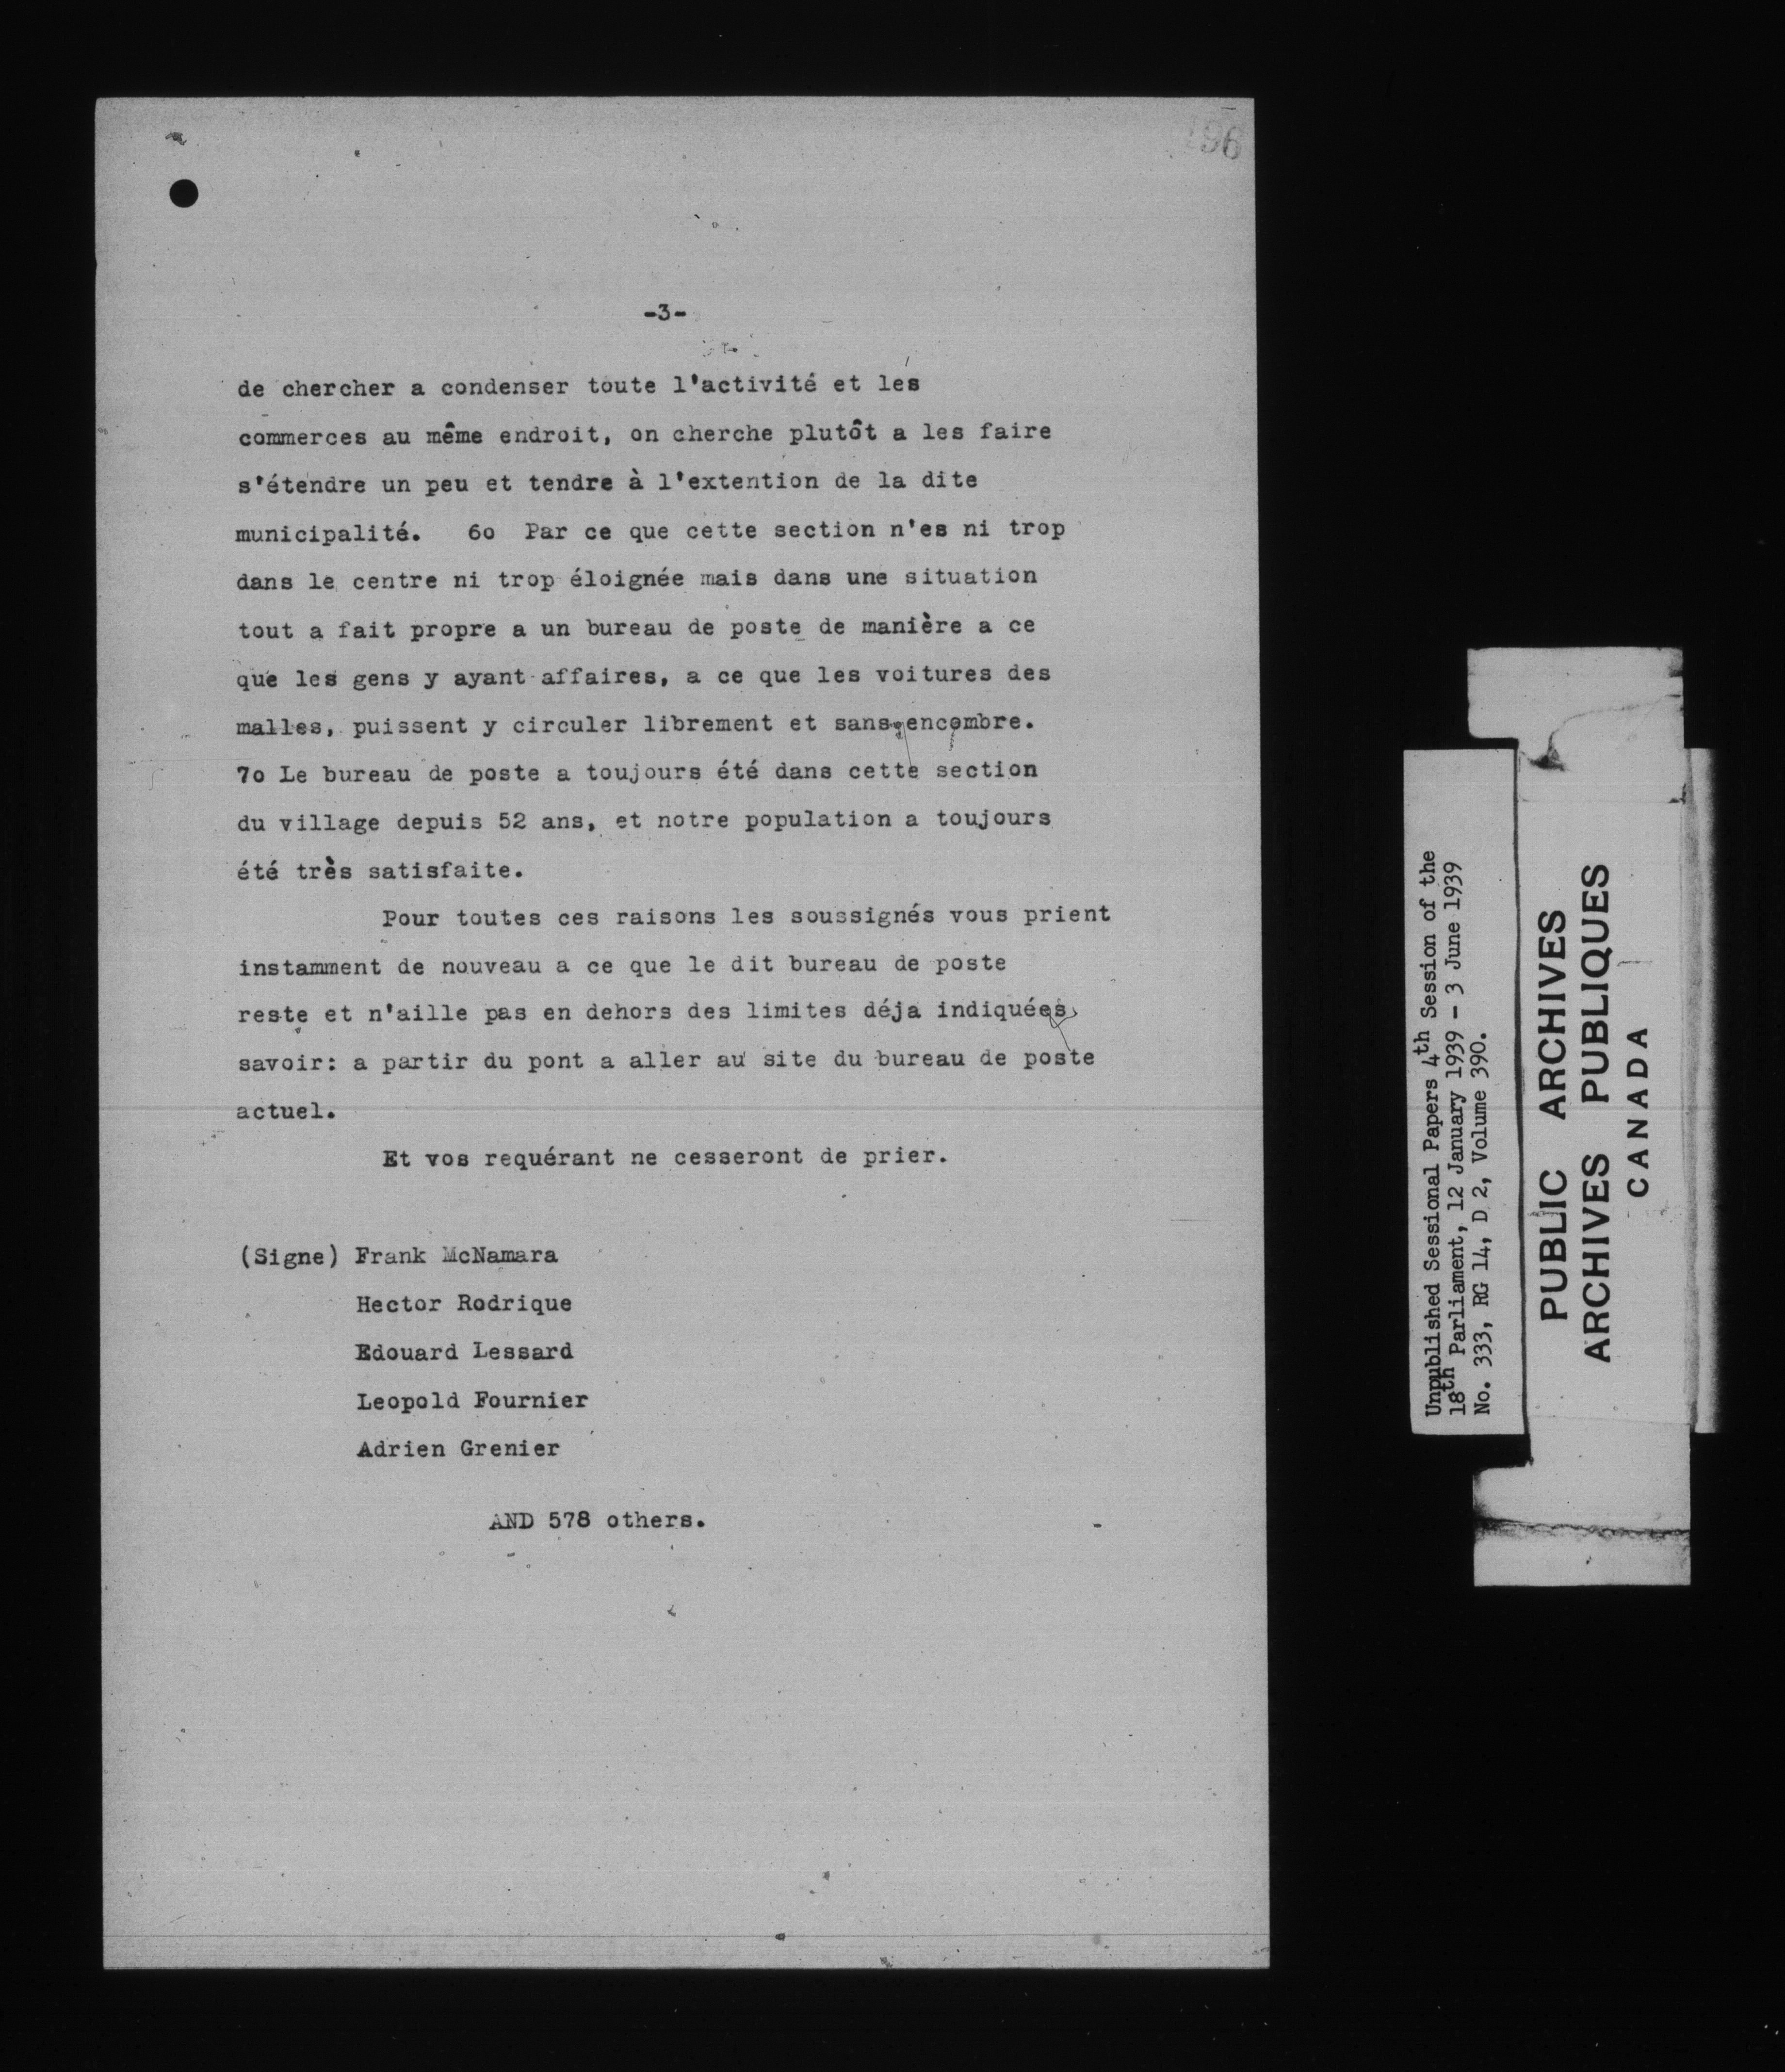 196
-3-
de chercher a condenser toute l'activité et les
commerces au même endroit, on cherche plutôt a les faire
s'étendre un peu et tendre à l'extention de la dite
municipalité. 6o Par ce que cette section n'es ni trop
dans le centre ni trop éloignée mais dans une situation
tout a fait propre a un bureau de poste de manière a ce
que les gens y ayant affaires, a ce que les voitures des
malles, puissent y circuler librement et sans encombre.
7o Le bureau de poste a toujours été dans cette section
du village depuis 52 ans, et notre population a toujours
été très satisfaite.
Pour toutes ces raisons les soussignés vous prient
instamment de nouveau a ce que le dit bureau de poste
reste et n'aille pas en dehors des limites déja indiquées,
savoir: a partir du pont a aller au site du bureau de poste
actuel.
Et vos requérant ne cesseront de prier.
(Signe) Frank McNamara
Hector Rodrique
Edouard Lessard
Leopold Fournier
Adrien Grenier
AND 578 others.
Unpublished Sessional Papers 4th Session of the
18th Parliament, 12 January 1939 - 3 June 1939
No. 333, RG 14, D 2, Volume 390.
PUBLIC ARCHIVES
ARCHIVES PUBLIQUES
CANADA